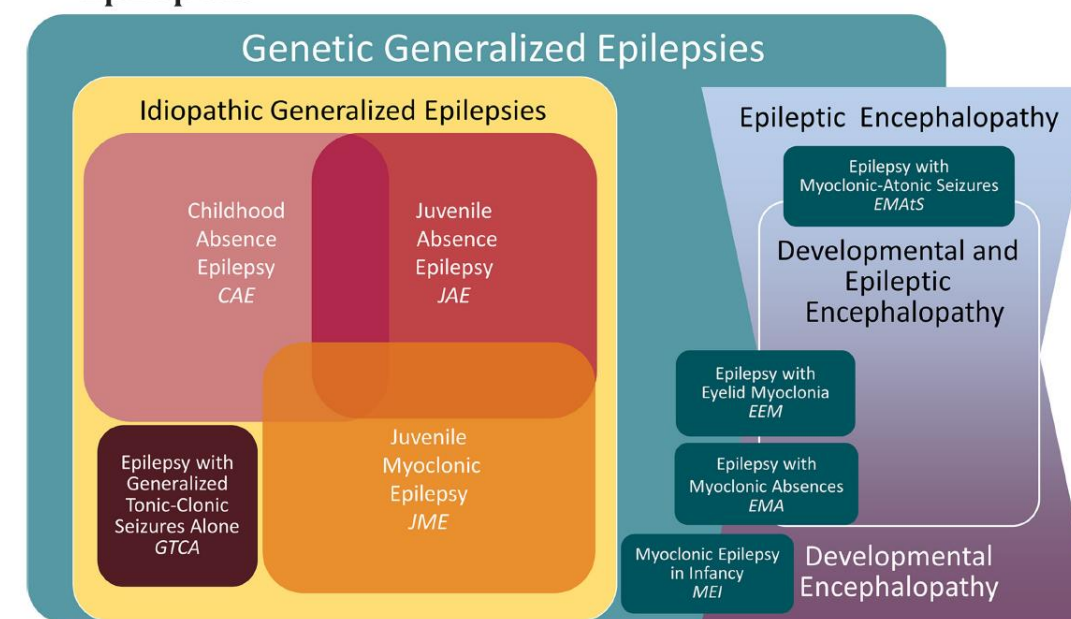 Genetic Generalized Epilepsies
Idiopathic Generalized Epilepsies
Childhood
Absence
Epilepsy
CAE
Juvenile
Absence
Epilepsy
JAE
Juvenile
Myoclonic
Epilepsy
JME
Epilepsy with
Generalized
Tonic-Clonic
Seizures Alone
GTCA
Epileptic Encephalopathy
Epilepsy with
Myoclonic-Atonic Seizures
EMAtS
Developmental and
Epileptic
Encephalopathy
Epilepsy with
Eyelid Myoclonia
EEM
Epilepsy with
Myoclonic Absences
EMA
Myoclonic Epilepsy
in Infancy
MEI
Developmental
Encephalopathy